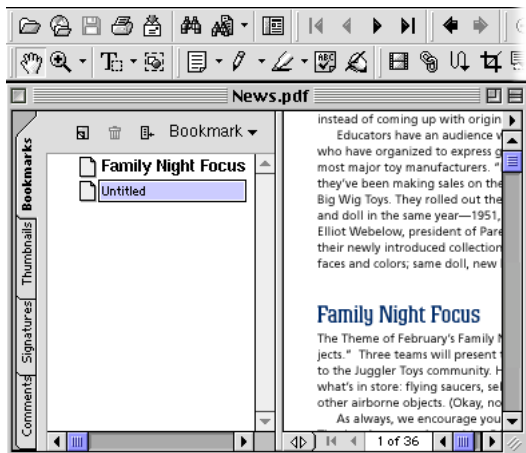 News.pdf
Bookmark
Bookmarks
Thumbnails
Signatures
Comments
Family Night Focus
Untitled
instead of coming up with origin
Educators have an audience
who have organized to express g
most major toy manufacturers. "
they've been making sales on the
Big Wig Toys. They rolled out the
and doll in the same year—1951,
Elliot Webelow, president of Pare
their newly introduced collection
faces and colors; same doll, new
Family Night Focus
The Theme of February's Family
jects." Three teams will present
to the Juggler Toys community. H
what's in store: flying saucers, sel
other airborne objects. (Okay, no
As always, we encourage you
1 of 36